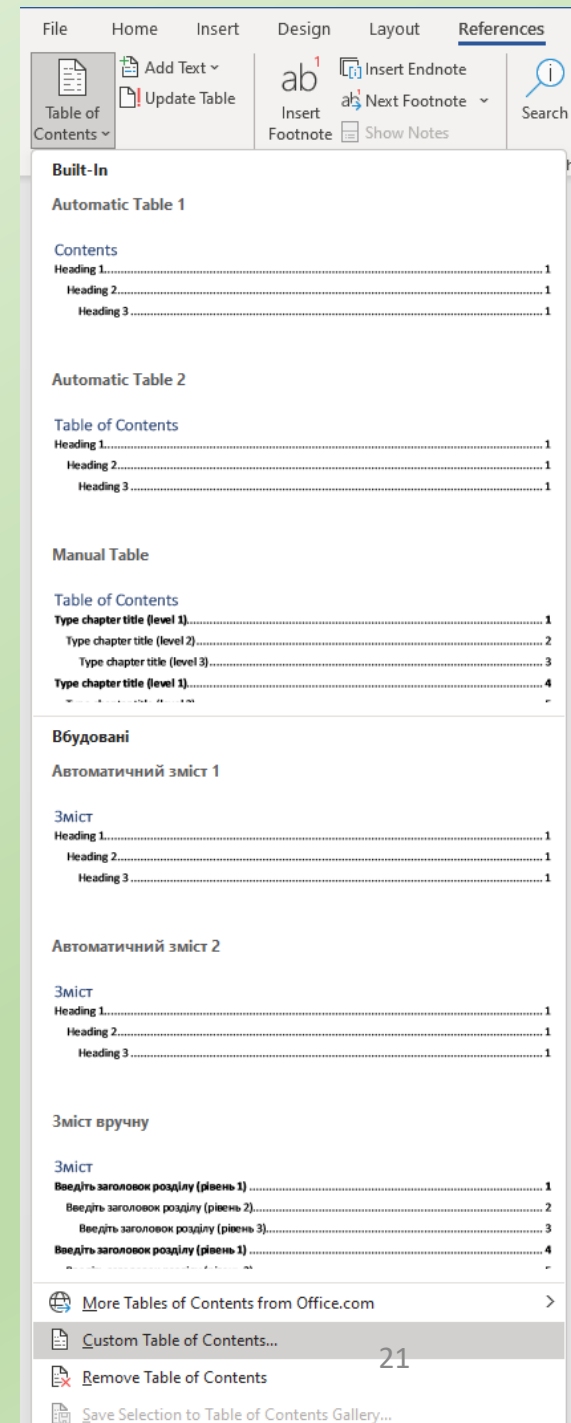 File Home Insert Design Layout References
Table of Contents
Add Text
Update Table
ab1
Insert Footnote
Insert Endnote
Next Footnote
Show Notes
Search
Built-In
Automatic Table 1
Contents
Heading 1 1
Heading 2 1
Heading 3 1
Automatic Table 2
Table of Contents
Heading 1 1
Heading 2 1
Heading 3 1
Manual Table
Table of Contents
Type chapter title (level 1) 1
Type chapter title (level 2) 2
Type chapter title (level 3) 3
Type chapter title (level 1) 4
Вбудовані
Автоматичний зміст 1
Зміст
Heading 1 1
Heading 2 1
Heading 3 1
Автоматичний зміст 2
Зміст
Heading 1 1
Heading 2 1
Heading 3 1
Зміст вручну
Зміст
Введіть заголовок розділу (рівень 1) 1
Введіть заголовок розділу (рівень 2) 2
Введіть заголовок розділу (рівень 3) 3
Введіть заголовок розділу (рівень 1) 4
More Tables of Contents from Office.com
Custom Table of Contents...
21
Remove Table of Contents
Save Selection to Table of Contents Gallery...